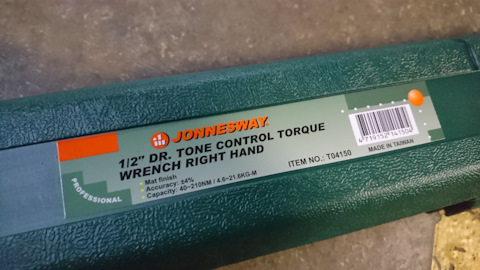 JONNESWAY
1/2" DR. TONE CONTROL TORQUE
WRENCH RIGHT HAND
Mat finish
Accuracy: ±4%
Capacity: 40~210NM / 4.6~21.6KG-M
ITEM NO.: T04150
4719152141504
MADE IN TAIWAN
PROFESSIONAL